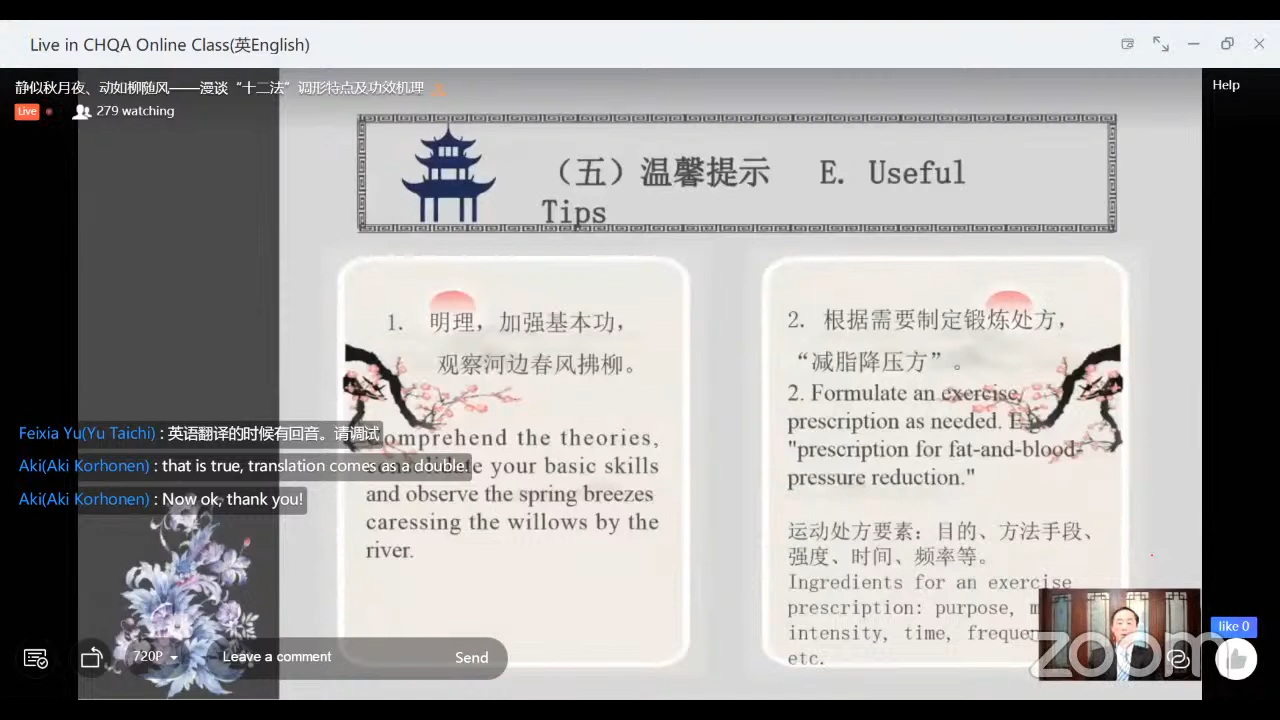 Live in CHQA Online Class(英English)
静似秋月夜、动如柳随风——漫谈“十二法”调形特点及功效机理
Live
279 watching
Help
（五）温馨提示 E. Useful
Tips
1. 明理，加强基本功，
观察河边春风拂柳。
omprehend the theories,
your basic skills
and observe the spring breezes
caressing the willows by the
river.
2. 根据需要制定锻炼处方，
“减脂降压方”。
2. Formulate an exercise
prescription as needed. E.g.
"prescription for fat-and-blood-
pressure reduction."
运动处方要素：目的、方法手段、
强度、时间、频率等。
Ingredients for an exercise
prescription: purpose,
intensity, time,
etc.
Feixia Yu(Yu Taichi) : 英语翻译的时候有回音。请调试
Aki(Aki Korhonen) : that is true, translation comes as a double.
Aki(Aki Korhonen) : Now ok, thank you!
720P
Leave a comment
Send
zoom
like 0